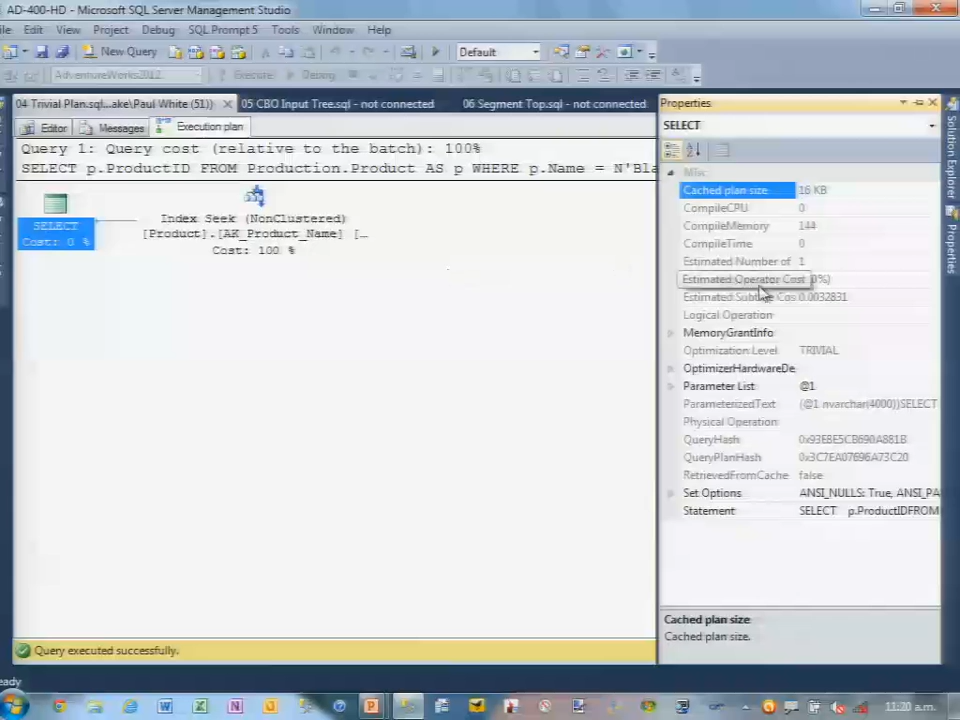 AD-400-HD - Microsoft SQL Server Management Studio
ile Edit View Project Debug SQL Prompt 5 Tools Window Help
New Query Default
AdventureWorks2012 Execute Debug
04 Trivial Plan.sql...ake\Paul White (51)) 05 CBO Input Tree.sql - not connected 06 Segment Top.sql - not connected
Editor Messages Execution plan
Query 1: Query cost (relative to the batch): 100%
SELECT p.ProductID FROM Production.Product AS p WHERE p.Name = N'Bla
SELECT
Cost: 0 %
Index Seek (NonClustered)
[Product].[AK_Product_Name] [...
Cost: 100 %
Query executed successfully.
Properties
SELECT
Misc
Cached plan size 16 KB
CompileCPU 0
CompileMemory 144
CompileTime 0
Estimated Number of 1
Estimated Operator Cost 0%)
Estimated Subtree Cos 0.0032831
Logical Operation
MemoryGrantInfo
Optimization Level TRIVIAL
OptimizerHardwareDe
Parameter List @1
ParameterizedText (@1 nvarchar(4000))SELECT
Physical Operation
QueryHash 0x93EBE5CB690A881B
QueryPlanHash 0x3C7EA07696A73C20
RetrievedFromCache false
Set Options ANSI_NULLS: True, ANSI_PA
Statement SELECT p.ProductIDFROM
Cached plan size
Cached plan size.
Solution Explorer
Properties
eady
11:20 a.m.